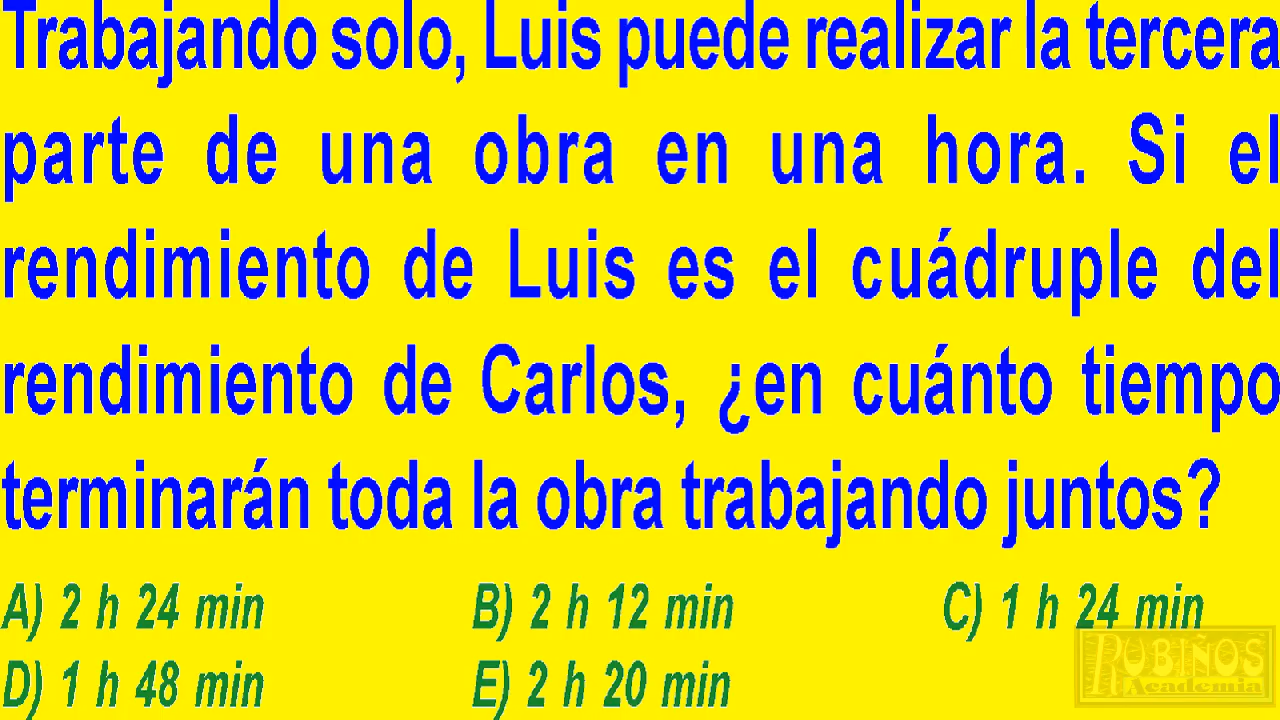 Trabajando solo, Luis puede realizar la tercera
parte de una obra en una hora. Si el
rendimiento de Luis es el cuádruple del
rendimiento de Carlos, ¿en cuánto tiempo
terminarán toda la obra trabajando juntos?
A) 2 h 24 min B) 2 h 12 min C) 1 h 24 min
D) 1 h 48 min E) 2 h 20 min
RUBIÑOS
Academia